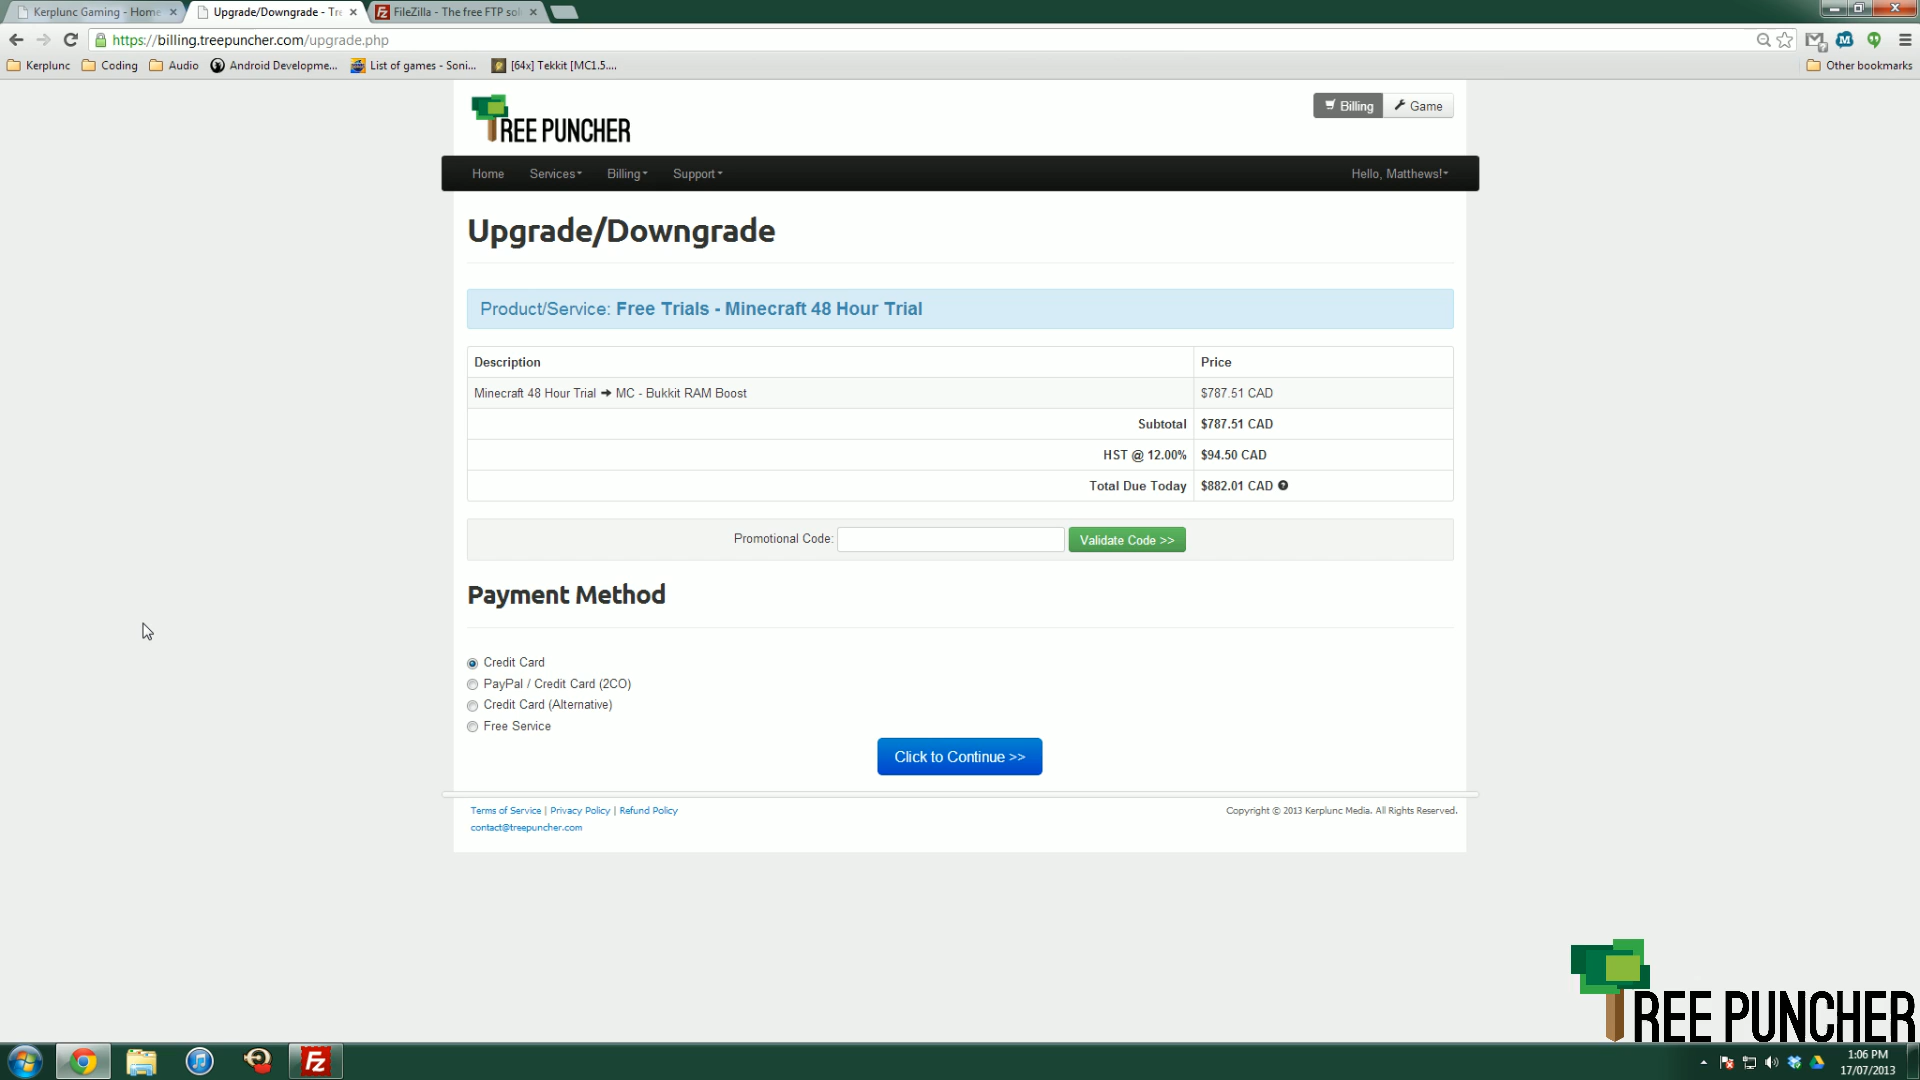 Kerplunc Gaming - Home
Upgrade/Downgrade - Tre
FileZilla - The free FTP sol
https://billing.treepuncher.com/upgrade.php
Kerplunc
Coding
Audio
Android Developme...
List of games - Soni...
[64x] Tekkit [MC1.5....
Other bookmarks
TREE PUNCHER
Billing
Game
Home
Services
Billing
Support
Hello, Matthews!
Upgrade/Downgrade
Product/Service: Free Trials - Minecraft 48 Hour Trial
Description Price
Minecraft 48 Hour Trial ➔ MC - Bukkit RAM Boost $787.51 CAD
Subtotal $787.51 CAD
HST @ 12.00% $94.50 CAD
Total Due Today $882.01 CAD
Promotional Code: Validate Code >>
Payment Method
Credit Card
PayPal / Credit Card (2CO)
Credit Card (Alternative)
Free Service
Click to Continue >>
Terms of Service | Privacy Policy | Refund Policy
Copyright © 2013 Kerplunc Media. All Rights Reserved.
contact@treepuncher.com
TREE PUNCHER
Fz
1:06 PM
17/07/2013